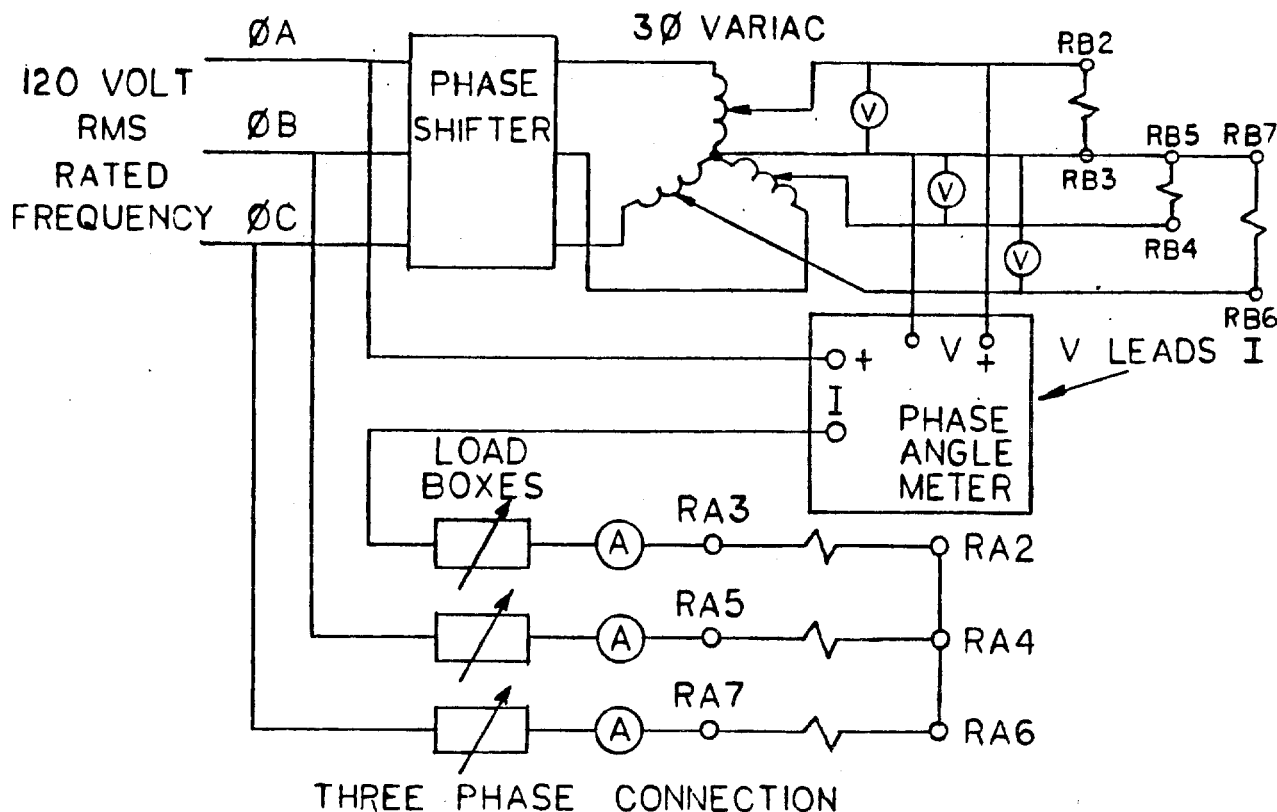 3Ø VARIAC
ØA
120 VOLT
RMS
RATED
FREQUENCY
ØB
ØC
PHASE
SHIFTER
V
V
V
RB2
RB3
RB5
RB7
RB4
RB6
+
I
V
+
PHASE
ANGLE
METER
V LEADS I
LOAD
BOXES
A
RA3
RA2
A
RA5
RA4
A
RA7
RA6
THREE PHASE CONNECTION